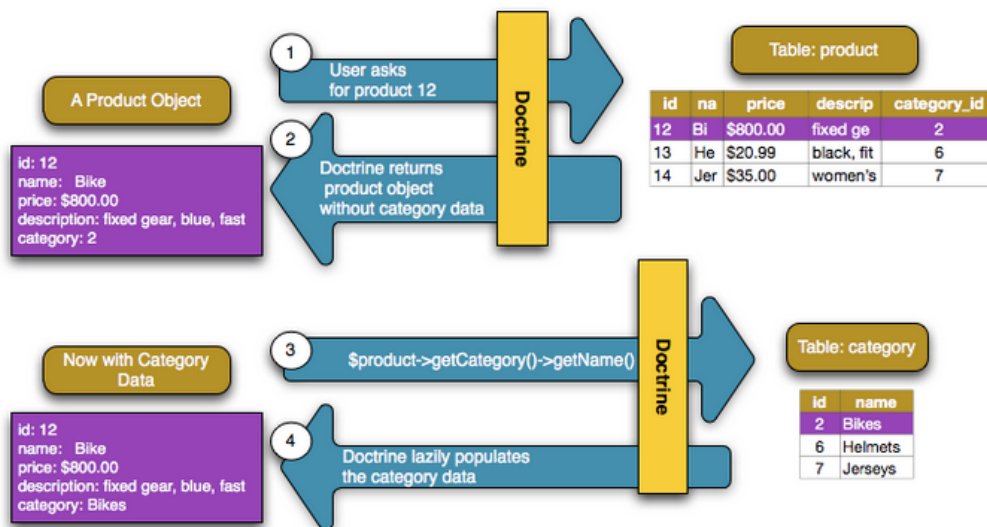 1
User asks
for product 12
Doctrine
Table: product
A Product Object
id na price descrip category_id
12 Bi $800.00 fixed ge 2
13 He $20.99 black, fit 6
14 Jer $35.00 women's 7
2
Doctrine returns
product object
without category data
id: 12
name: Bike
price: $800.00
description: fixed gear, blue, fast
category: 2
3
$product->getCategory()->getName()
Doctrine
Table: category
Now with Category
Data
id name
2 Bikes
6 Helmets
7 Jerseys
4
Doctrine lazily populates
the category data
id: 12
name: Bike
price: $800.00
description: fixed gear, blue, fast
category: Bikes